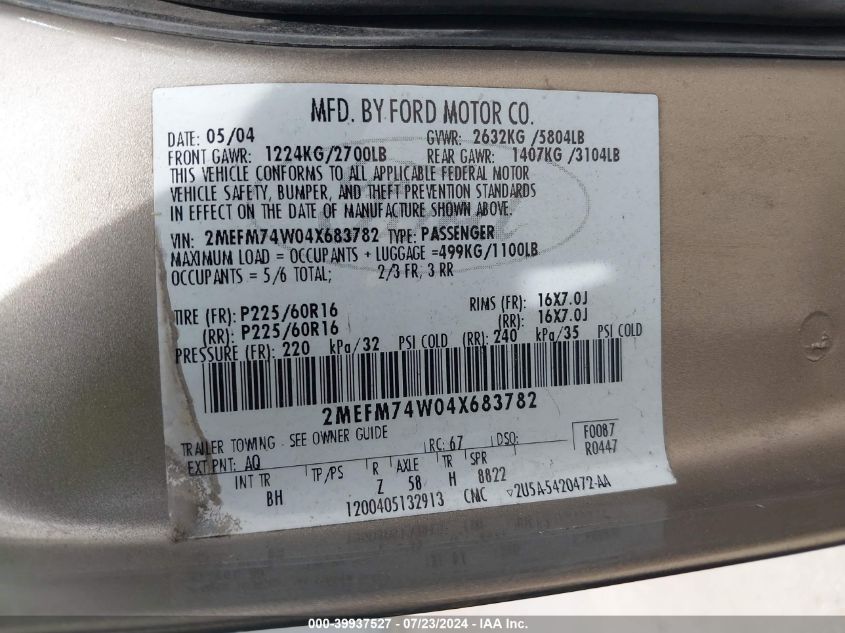 MFD. BY FORD MOTOR CO.
DATE: 05/04 GVWR: 2632KG /5804LB
FRONT GAWR: 1224KG/2700LB REAR GAWR: 1407KG /3104LB
THIS VEHICLE CONFORMS TO ALL APPLICABLE FEDERAL MOTOR
VEHICLE SAFETY, BUMPER, AND THEFT PREVENTION STANDARDS
IN EFFECT ON THE DATE OF MANUFACTURE SHOWN ABOVE.
VIN: 2MEFM74W04X683782 TYPE: PASSENGER
MAXIMUM LOAD = OCCUPANTS + LUGGAGE =499KG/1100LB
OCCUPANTS = 5/6 TOTAL; 2/3 FR; 3 RR
TIRE (FR): P225/60R16 RIMS (FR): 16X7.0J
(RR): P225/60R16 (RR): 16X7.0J
PRESSURE (FR): 220 kPa/32 PSI COLD (RR): 240 kPa/35 PSI COLD
2MEFM74W04X683782
TRAILER TOWING - SEE OWNER GUIDE
EXT PNT: AQ RC: 67 DSO: F0087
R0447
INT TR TP/PS R AXLE TR SPR
BH Z 58 H 8822
1200405132913 CNC ▽2U5A-5420472-AA
000-39937527 - 07/23/2024 - IAA Inc.